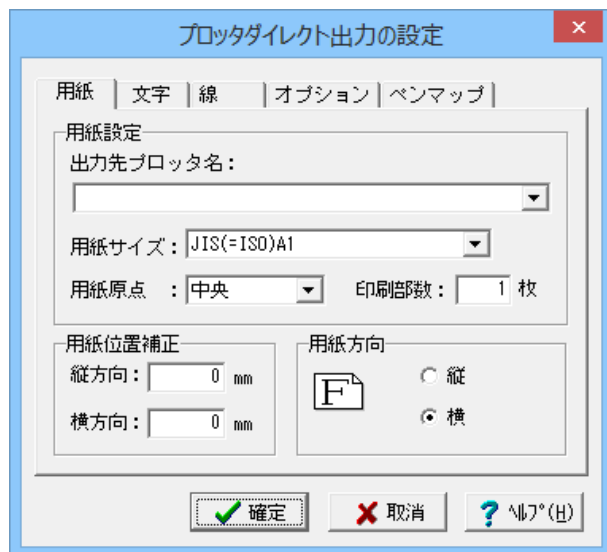 プロッタダイレクト出力の設定
用紙 文字 線 オプション ペンマップ
用紙設定
出力先プロッタ名：
用紙サイズ：JIS(=ISO)A1
用紙原点 ：中央 印刷部数： 1 枚
用紙位置補正
縦方向： 0 mm
横方向： 0 mm
用紙方向
F
縦
横
確定 取消 ? ﾍﾙﾌﾟ(H)